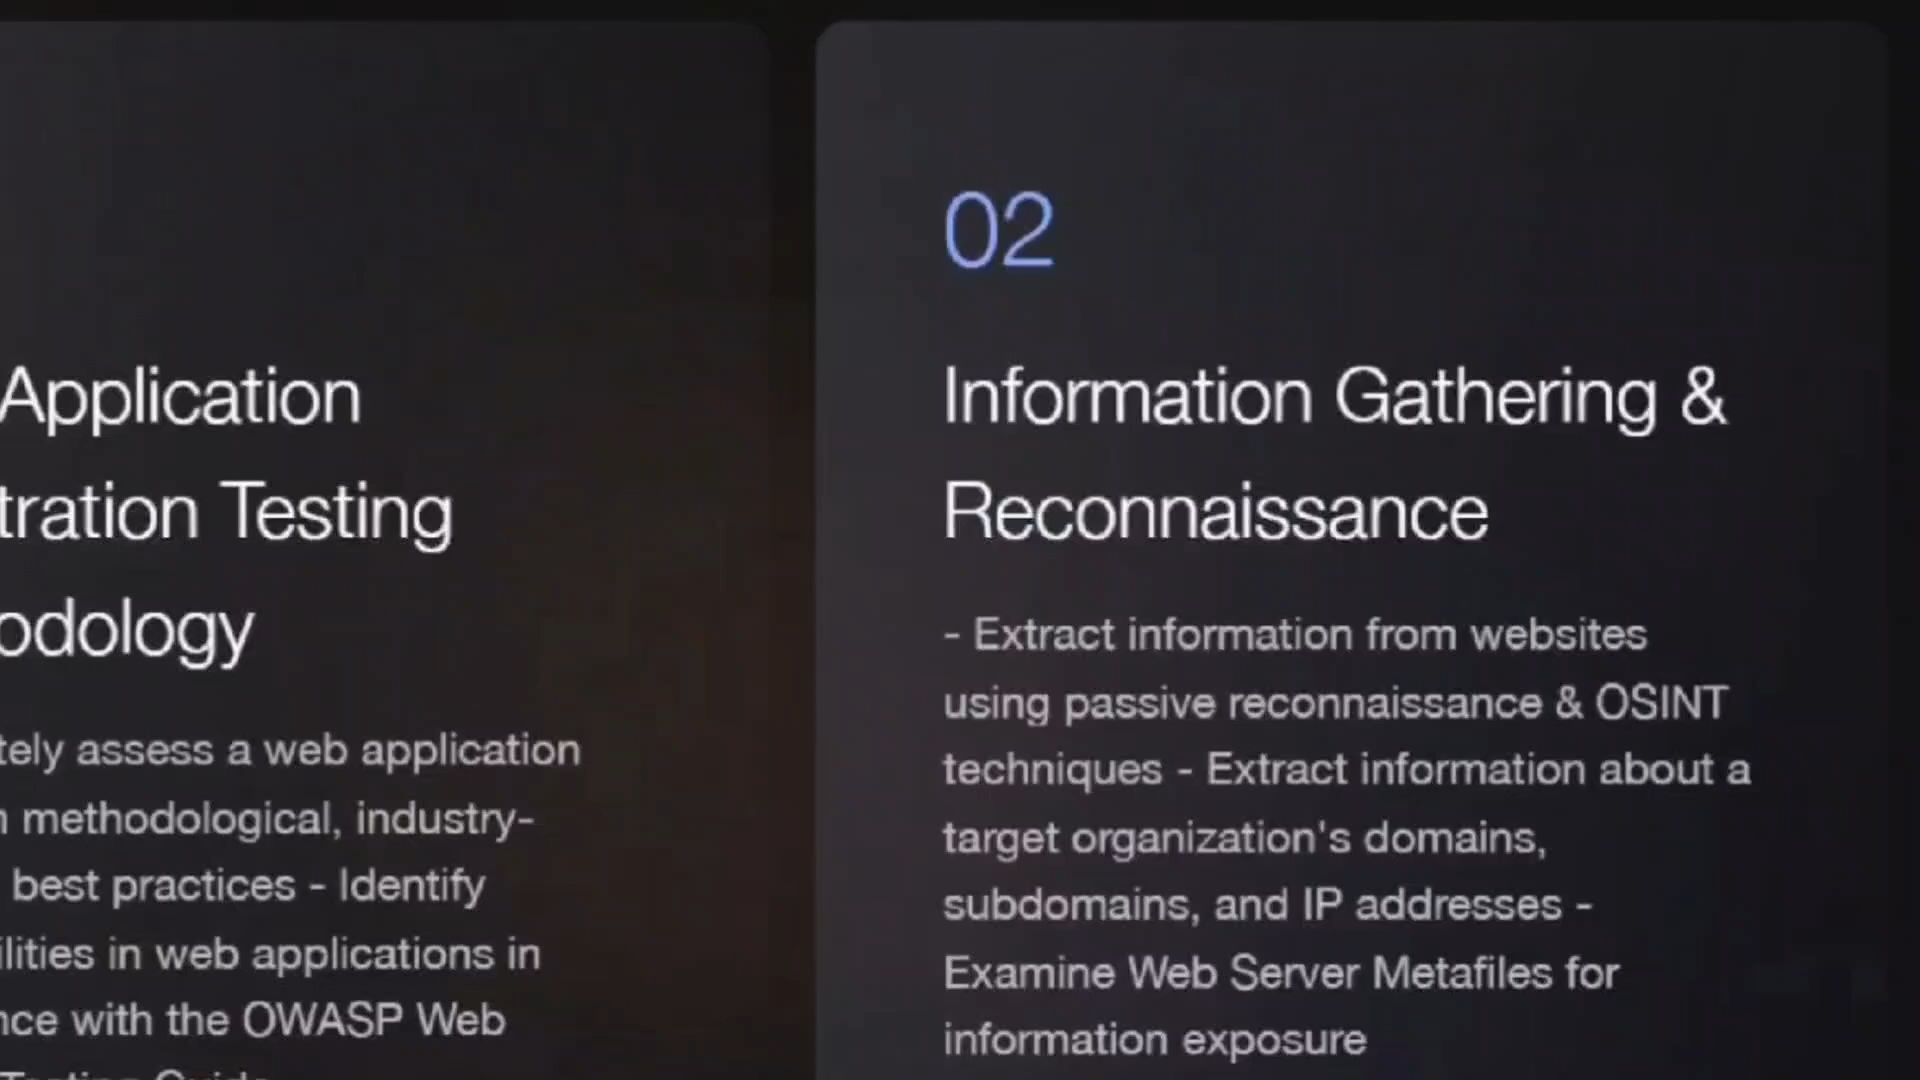 Application
tration Testing
odology
tely assess a web application
methodological, industry-
best practices - Identify
ilities in web applications in
nce with the OWASP Web
Testing Guide
02
Information Gathering &
Reconnaissance
- Extract information from websites
using passive reconnaissance & OSINT
techniques - Extract information about a
target organization's domains,
subdomains, and IP addresses -
Examine Web Server Metafiles for
information exposure